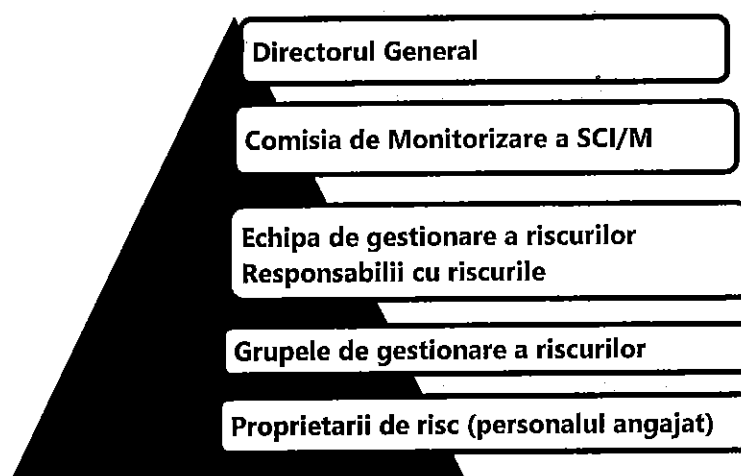 Directorul General
Comisia de Monitorizare a SCI/M
Echipa de gestionare a riscurilor
Responsabilii cu riscurile
Grupele de gestionare a riscurilor
Proprietarii de risc (personalul angajat)